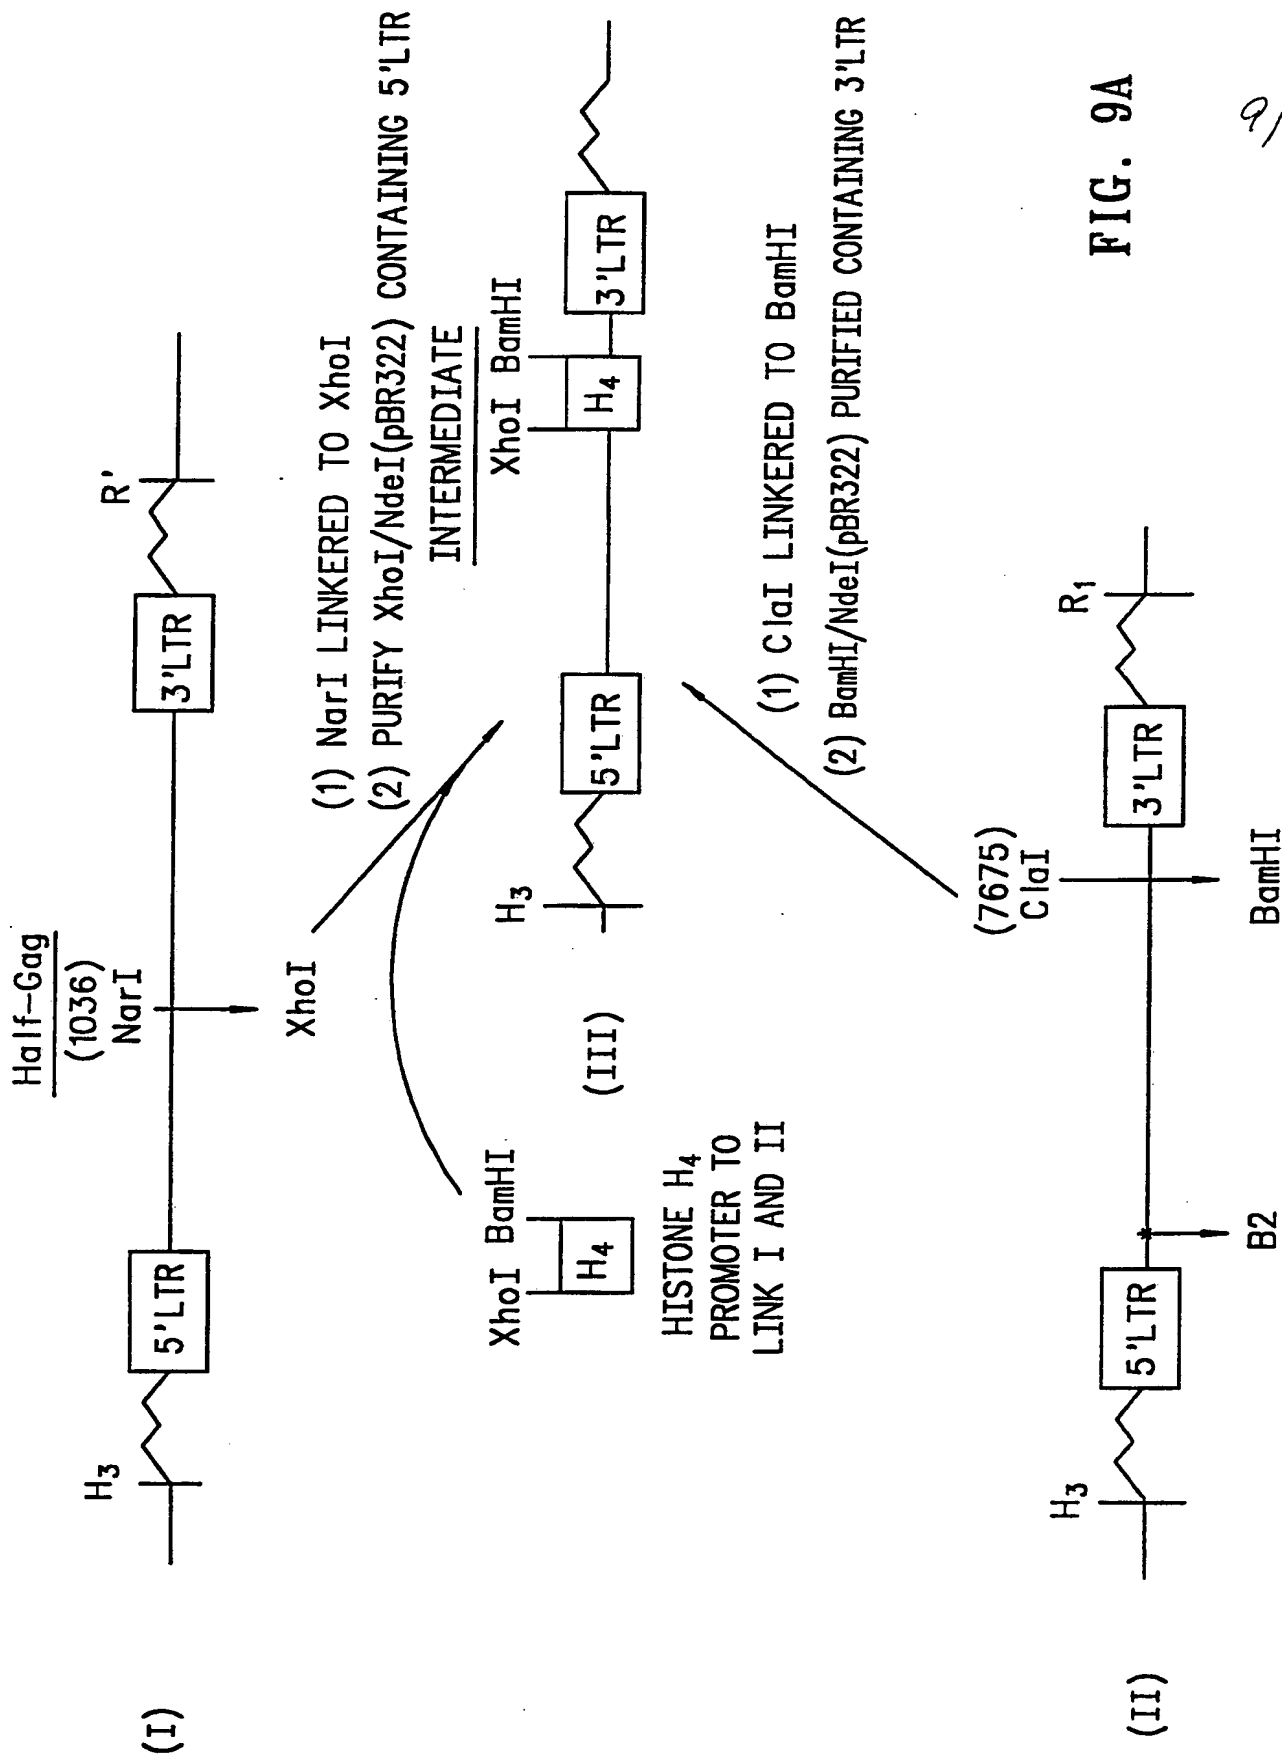 (I)
H3
5'LTR
Half-Gag
(1036)
NarI
XhoI
3'LTR
R'
(1) NarI LINKERED TO XhoI
(2) PURIFY XhoI/NdeI(pBR322) CONTAINING 5'LTR
INTERMEDIATE
XhoI BamHI
H4
HISTONE H4
PROMOTER TO
LINK I AND II
(III)
H3
5'LTR
XhoI BamHI
H4
3'LTR
(1) ClaI LINKERED TO BamHI
(2) BamHI/NdeI(pBR322) PURIFIED CONTAINING 3'LTR
(II)
H3
5'LTR
B2
(7675)
ClaI
BamHI
3'LTR
R1
FIG. 9A